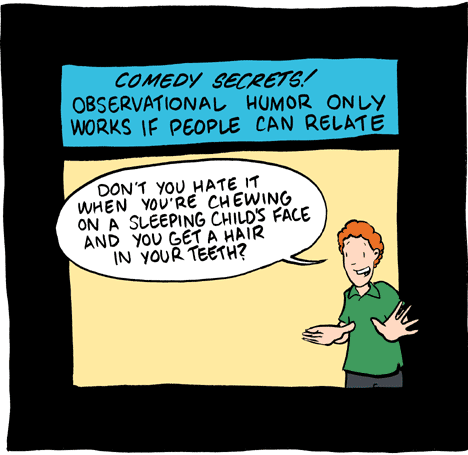 COMEDY SECRETS!
OBSERVATIONAL HUMOR ONLY
WORKS IF PEOPLE CAN RELATE
DON'T YOU HATE IT
WHEN YOU'RE CHEWING
ON A SLEEPING CHILD'S FACE
AND YOU GET A HAIR
IN YOUR TEETH?